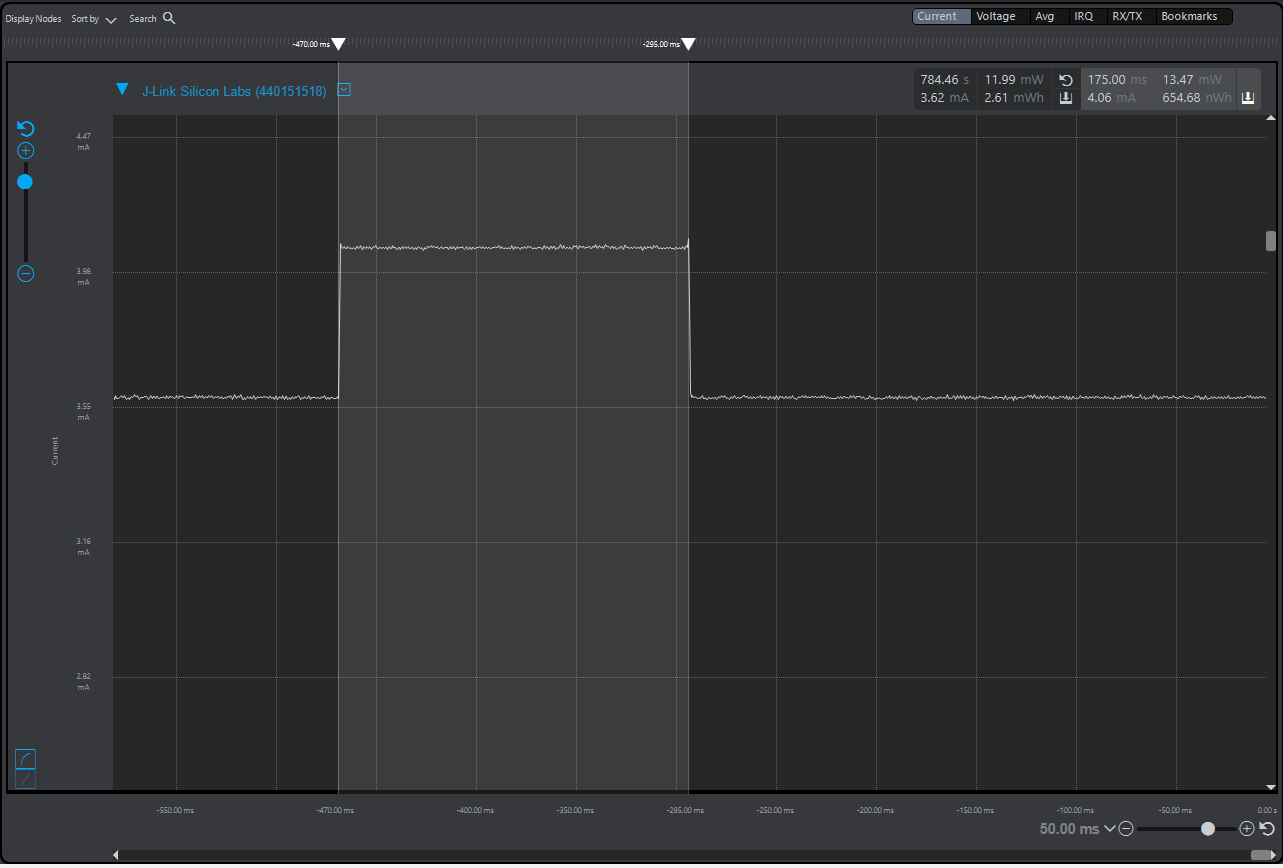 Display Nodes Sort by Search
Current Voltage Avg IRQ RX/TX Bookmarks
-470.00 ms -295.00 ms
J-Link Silicon Labs (440151518)
784.46 s 11.99 mW 175.00 ms 13.47 mW
3.62 mA 2.61 mWh 4.06 mA 654.68 nWh
4.47
mA
3.98
mA
3.55
mA
Current
3.16
mA
2.82
mA
-550.00 ms -470.00 ms -400.00 ms -350.00 ms -295.00 ms -250.00 ms -200.00 ms -150.00 ms -100.00 ms -50.00 ms 0.00 s
50.00 ms